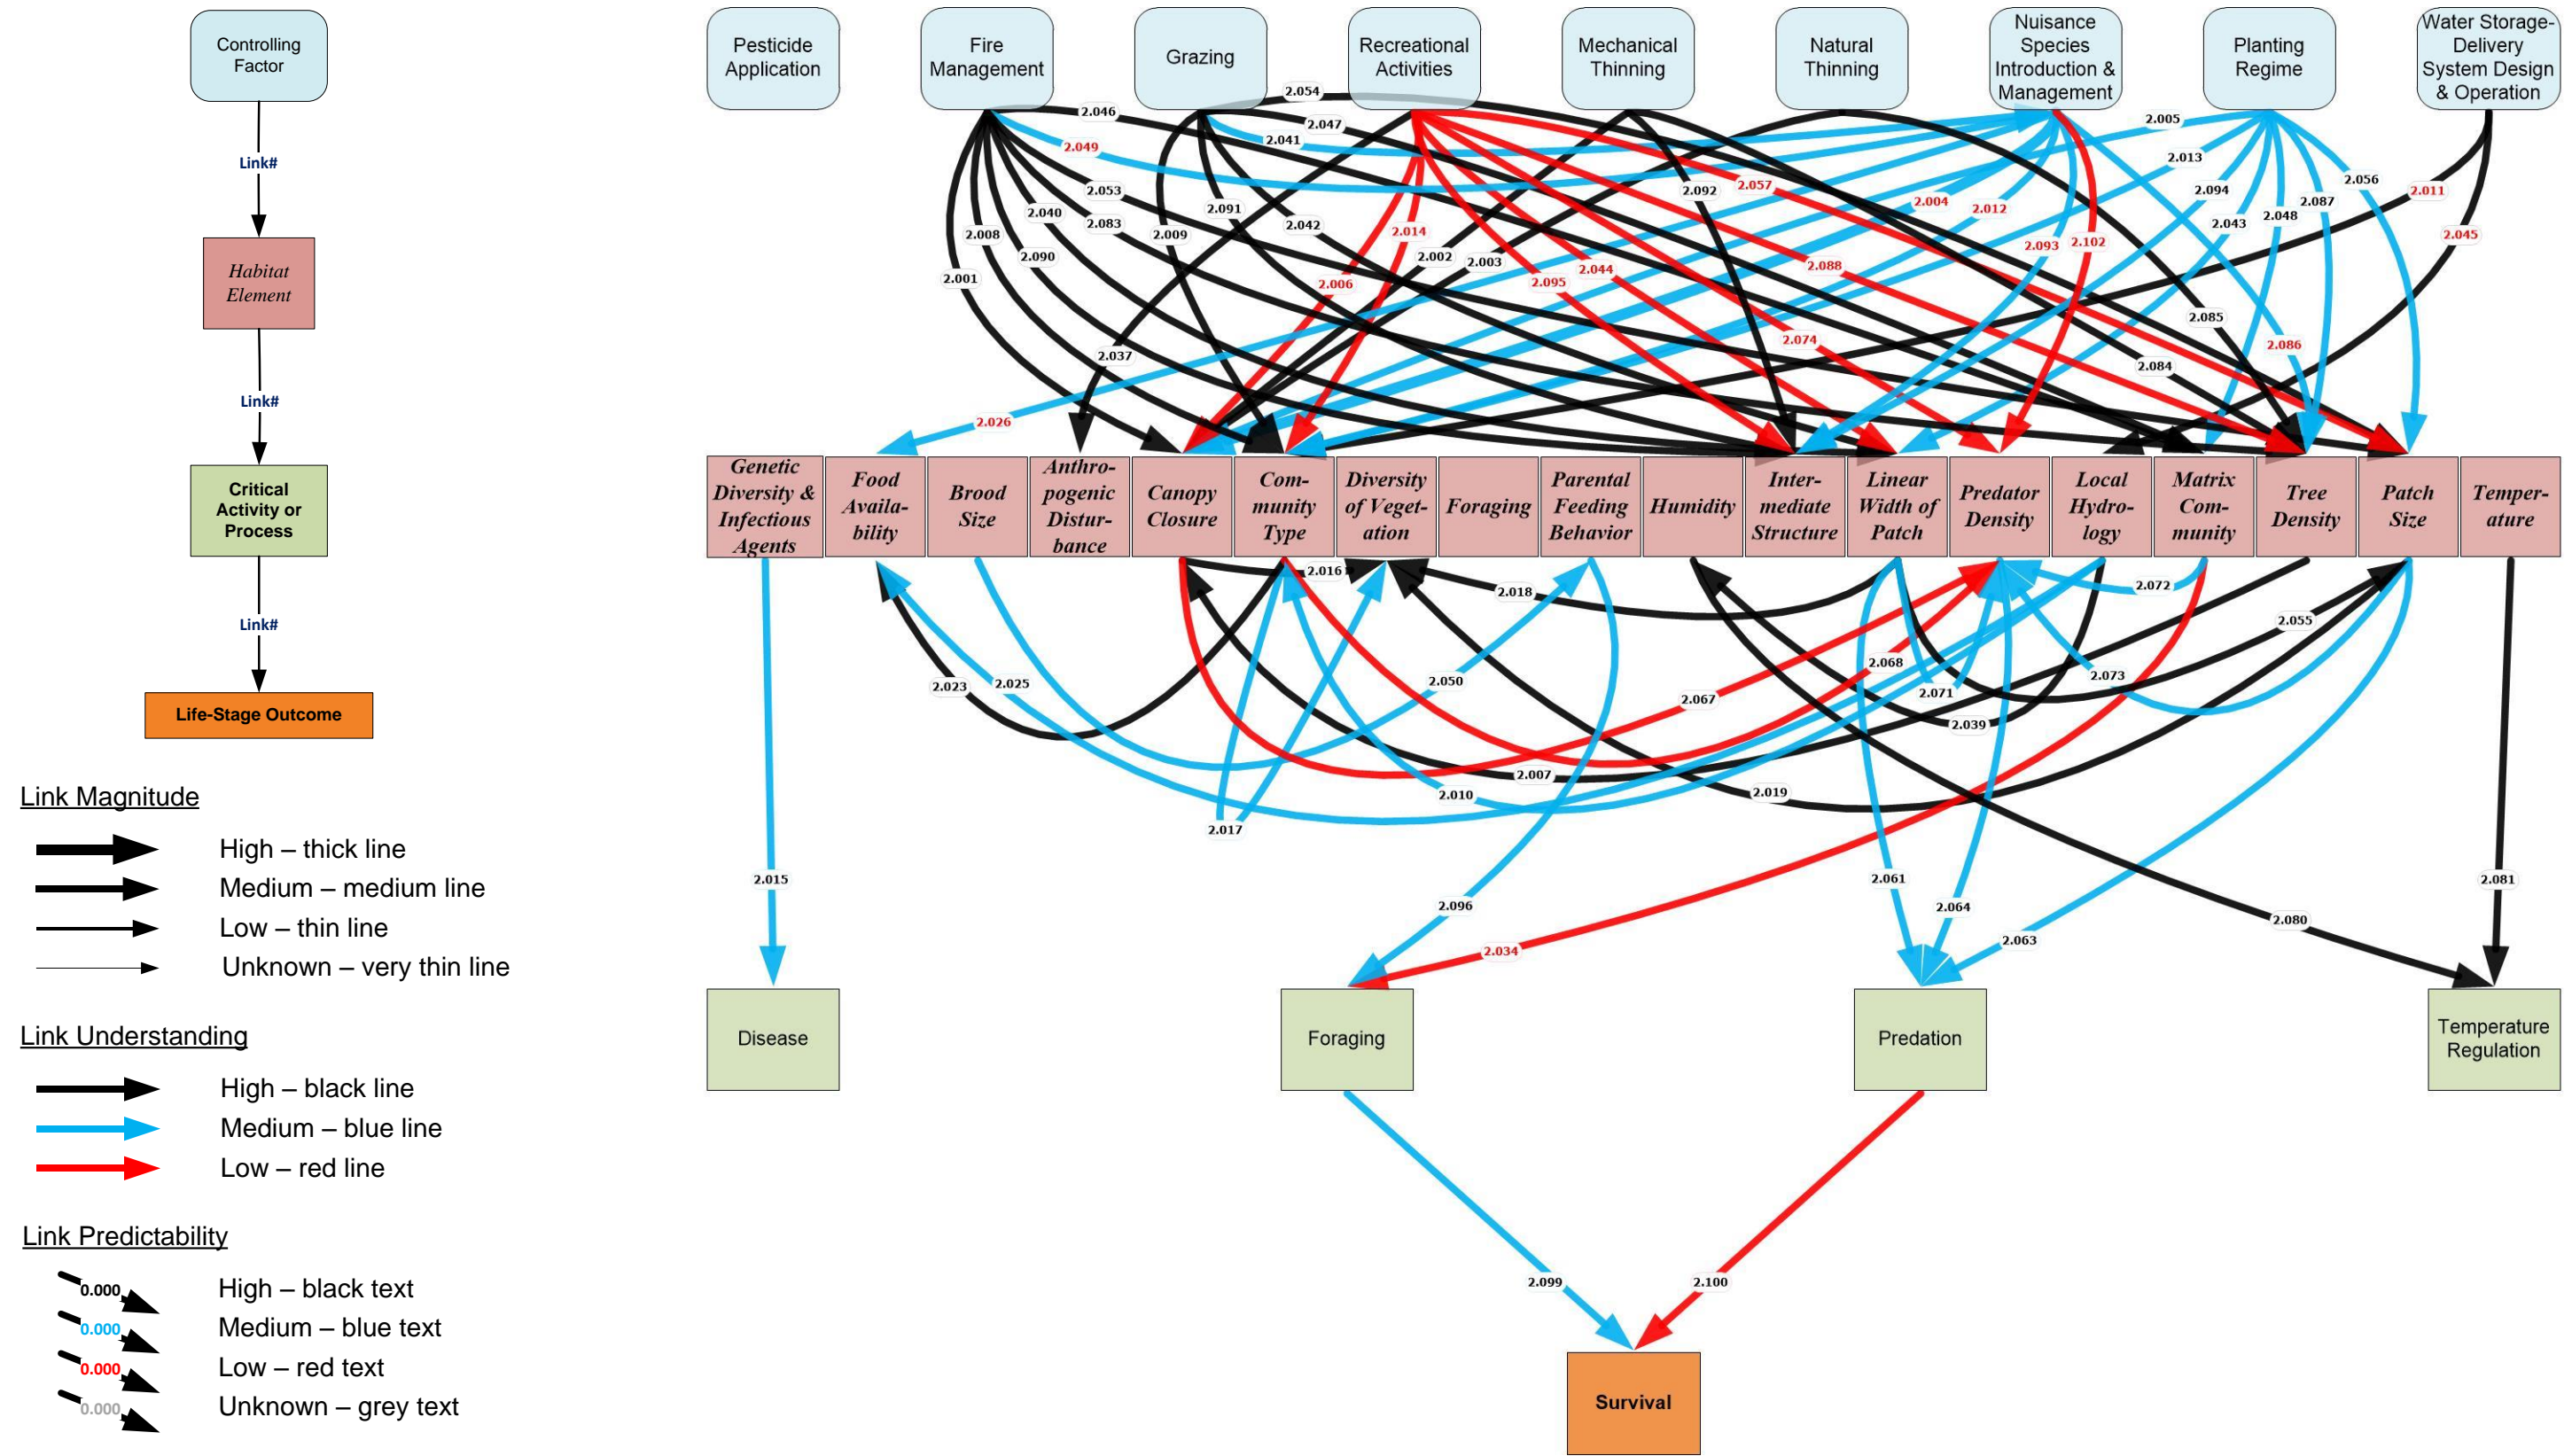 Controlling
Factor
Link#
Habitat
Element
Link#
Critical
Activity or
Process
Link#
Life-Stage Outcome
Link Magnitude
High – thick line
Medium – medium line
Low – thin line
Unknown – very thin line
Link Understanding
High – black line
Medium – blue line
Low – red line
Link Predictability
0.000
High – black text
0.000
Medium – blue text
0.000
Low – red text
0.000
Unknown – grey text
Pesticide
Application
Fire
Management
Grazing
Recreational
Activities
Mechanical
Thinning
Natural
Thinning
Nuisance
Species
Introduction &
Management
Planting
Regime
Water Storage-
Delivery
System Design
& Operation
2.054
2.046
2.047
2.005
2.041
2.049
2.013
2.056
2.057
2.053
2.092
2.094
2.011
2.004
2.087
2.012
2.091
2.040
2.048
2.083
2.042
2.043
2.014
2.008
2.009
2.045
2.093
2.102
2.090
2.002
2.003
2.088
2.044
2.001
2.006
2.095
2.085
2.074
2.086
2.037
2.084
2.026
Genetic
Diversity &
Infectious
Agents
Food
Availa-
bility
Brood
Size
Anthro-
pogenic
Distur-
bance
Canopy
Closure
Com-
munity
Type
Diversity
of Veget-
ation
Foraging
Parental
Feeding
Behavior
Humidity
Inter-
mediate
Structure
Linear
Width of
Patch
Predator
Density
Local
Hydro-
logy
Matrix
Com-
munity
Tree
Density
Patch
Size
Temper-
ature
2.016
2.018
2.072
2.055
2.068
2.073
2.050
2.023
2.025
2.071
2.067
2.039
2.007
2.019
2.010
2.017
2.015
2.061
2.081
2.096
2.064
2.080
2.063
2.034
Disease
Foraging
Predation
Temperature
Regulation
2.099
2.100
Survival